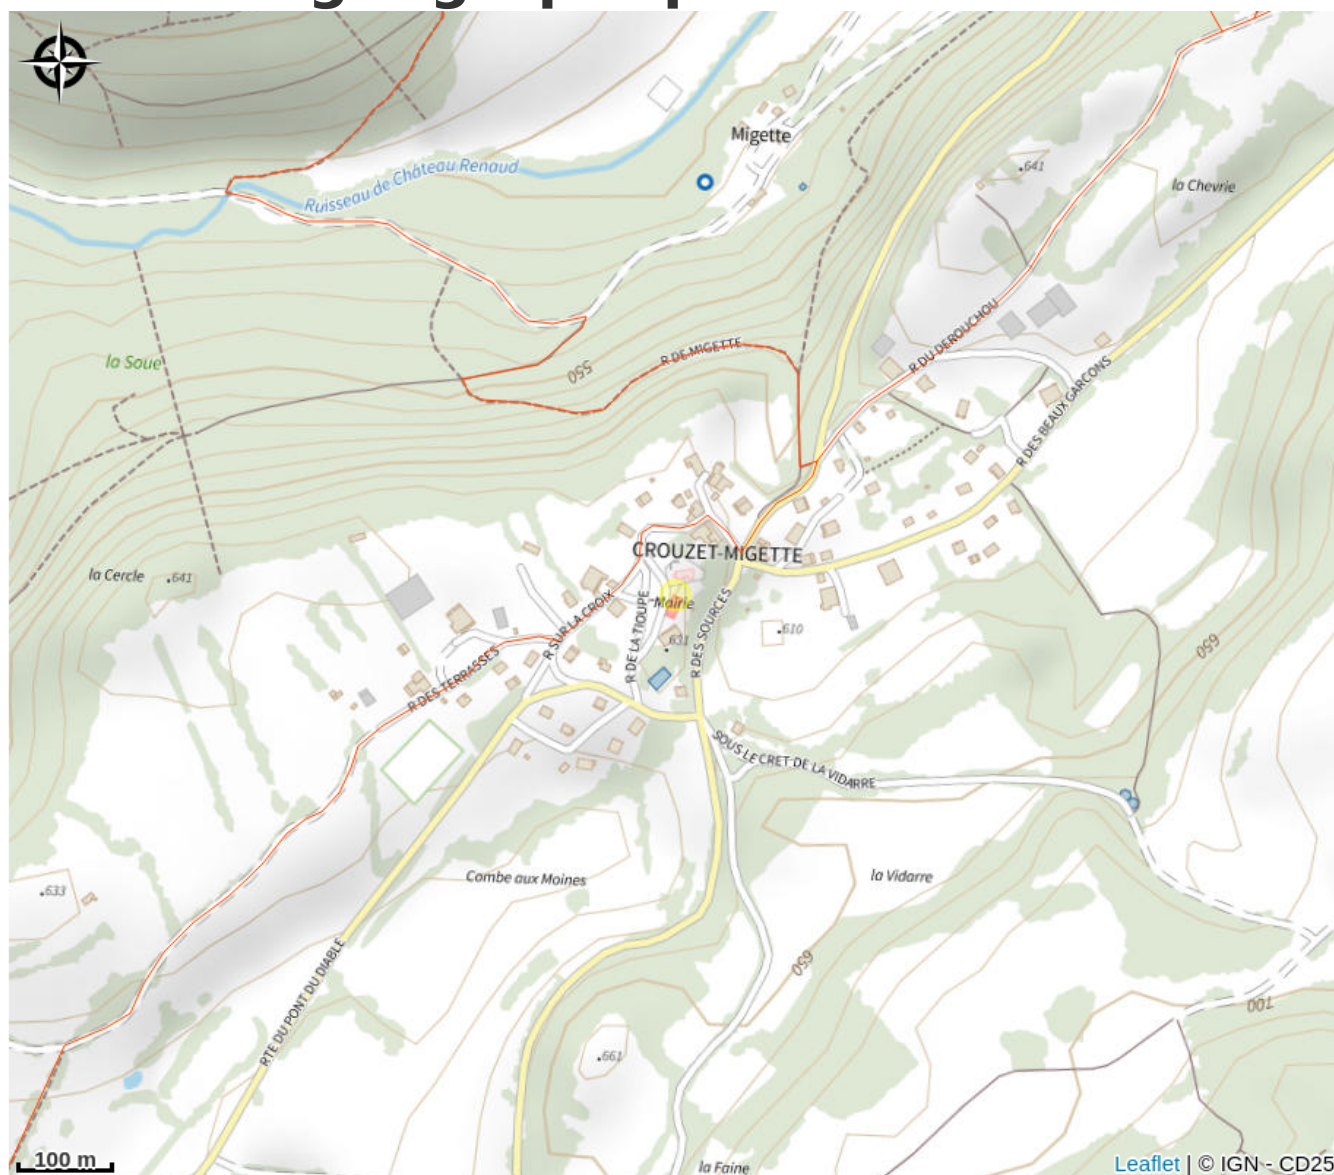 Migette
641
la Chevrie
Ruisseau de Château Renaud
R DU DEROUCHOU
R DE MIGETTE
la Soue
550
R DES BEAUX GARCONS
CROUZET-MIGETTE
la Cercle
641
Mairie
R SUR LA CROIX
R DE LA TIOUPE
R DES SOURCES
610
631
650
R DES TERRASSES
SOUS LE CRET DE LA VIDARRE
Combe aux Moines
la Vidarre
633
650
RTE DU PONT DU DIABLE
700
661
100 m
la Faine
Leaflet | © IGN - CD25